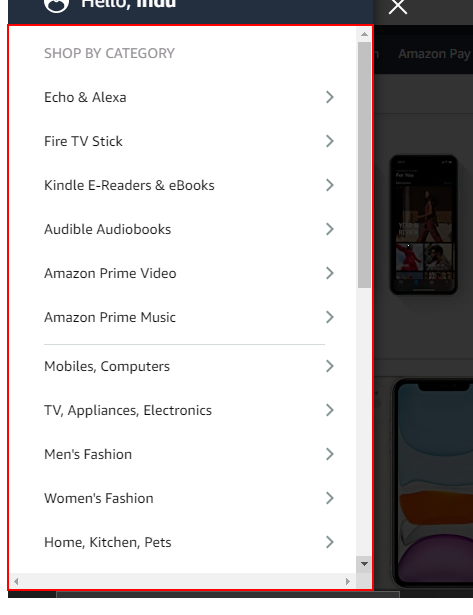 Hello, Indu
SHOP BY CATEGORY
Echo & Alexa
Fire TV Stick
Kindle E-Readers & eBooks
Audible Audiobooks
Amazon Prime Video
Amazon Prime Music
Mobiles, Computers
TV, Appliances, Electronics
Men's Fashion
Women's Fashion
Home, Kitchen, Pets
Amazon Pay
For You